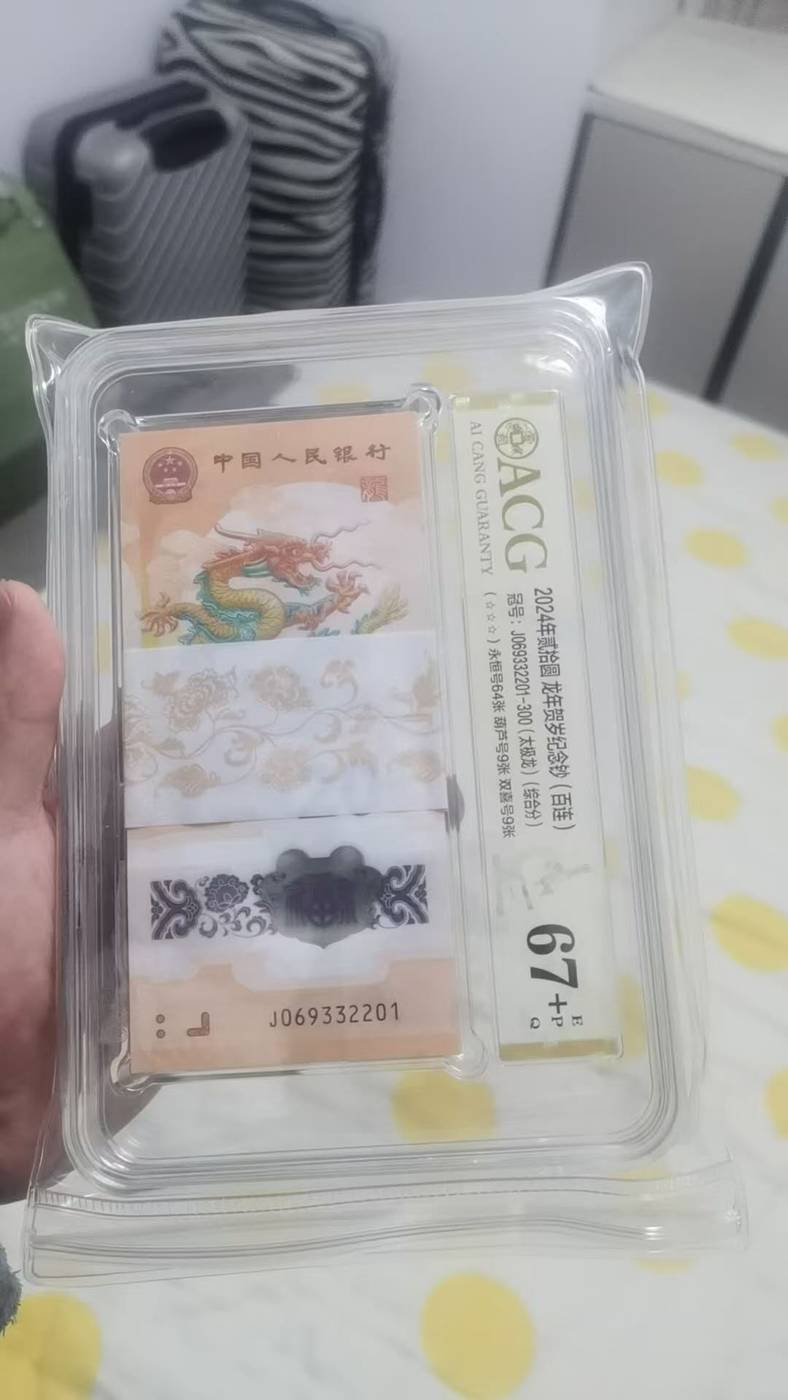 中国人民银行
J069332201
ACG
AI CANG GUARANTY
2024年贰拾圆 龙年贺岁纪念钞（百连）
冠号：J069332201-300（太极龙）（综合分）
（☆☆☆）永恒号64张 葫芦号9张 双喜号9张
67+
E
P
Q